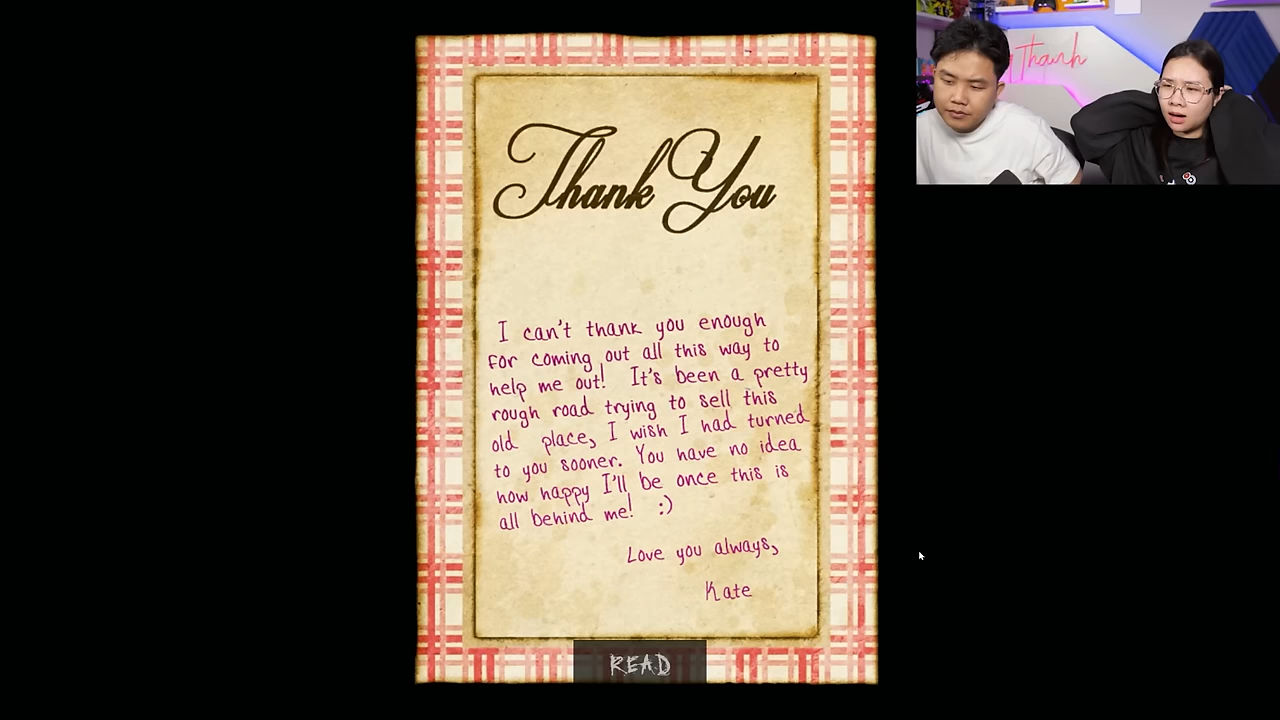 Thanh
Thank You
I can't thank you enough
for coming out all this way to
help me out! It's been a pretty
rough road trying to sell this
old place, I wish I had turned
to you sooner. You have no idea
how happy I'll be once this is
all behind me! :)
Love you always,
Kate
READ